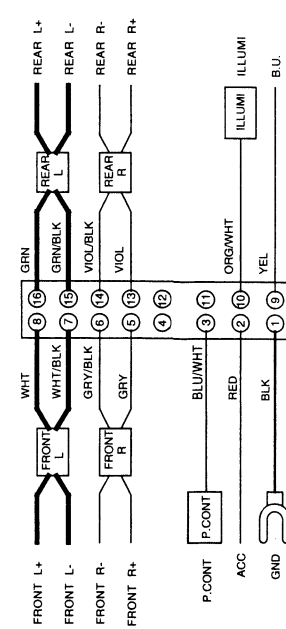 REAR L+
REAR L-
REAR R-
REAR R+
ILLUMI
B.U.
REAR L
REAR R
ILLUMI
GRN
GRN/BLK
VIOL/BLK
VIOL
ORG/WHT
YEL
16
15
14
13
12
11
10
9
8
7
6
5
4
3
2
1
WHT
WHT/BLK
GRY/BLK
GRY
BLU/WHT
RED
BLK
FRONT L
FRONT R
P.CONT
FRONT L+
FRONT L-
FRONT R-
FRONT R+
P.CONT
ACC
GND